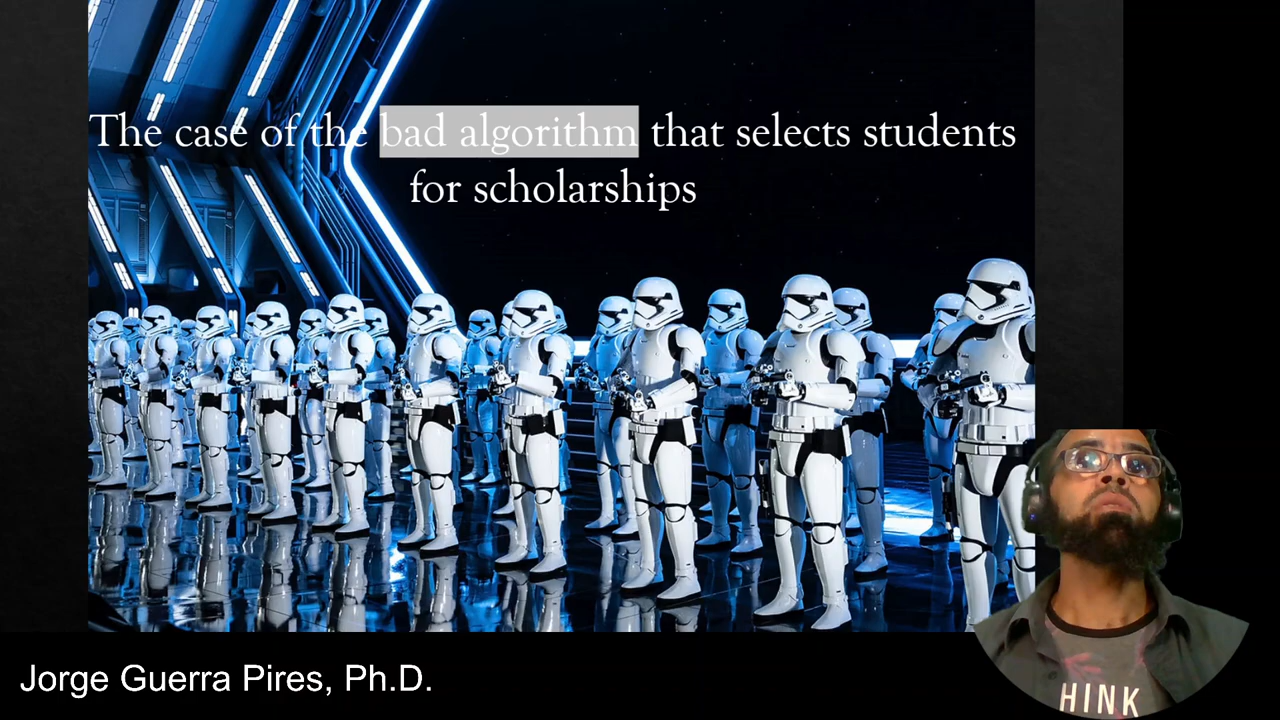 The case of the bad algorithm that selects students
for scholarships
HINK
Jorge Guerra Pires, Ph.D.